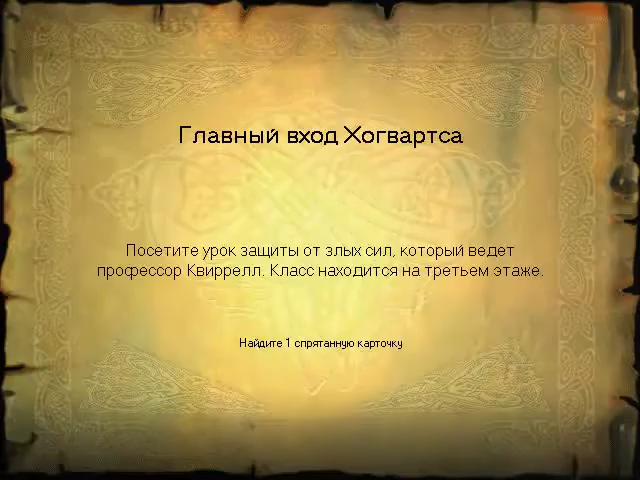 Главный вход Хогвартса
Посетите урок защиты от злых сил, который ведет
профессор Квиррелл. Класс находится на третьем этаже.
Найдите 1 спрятанную карточку